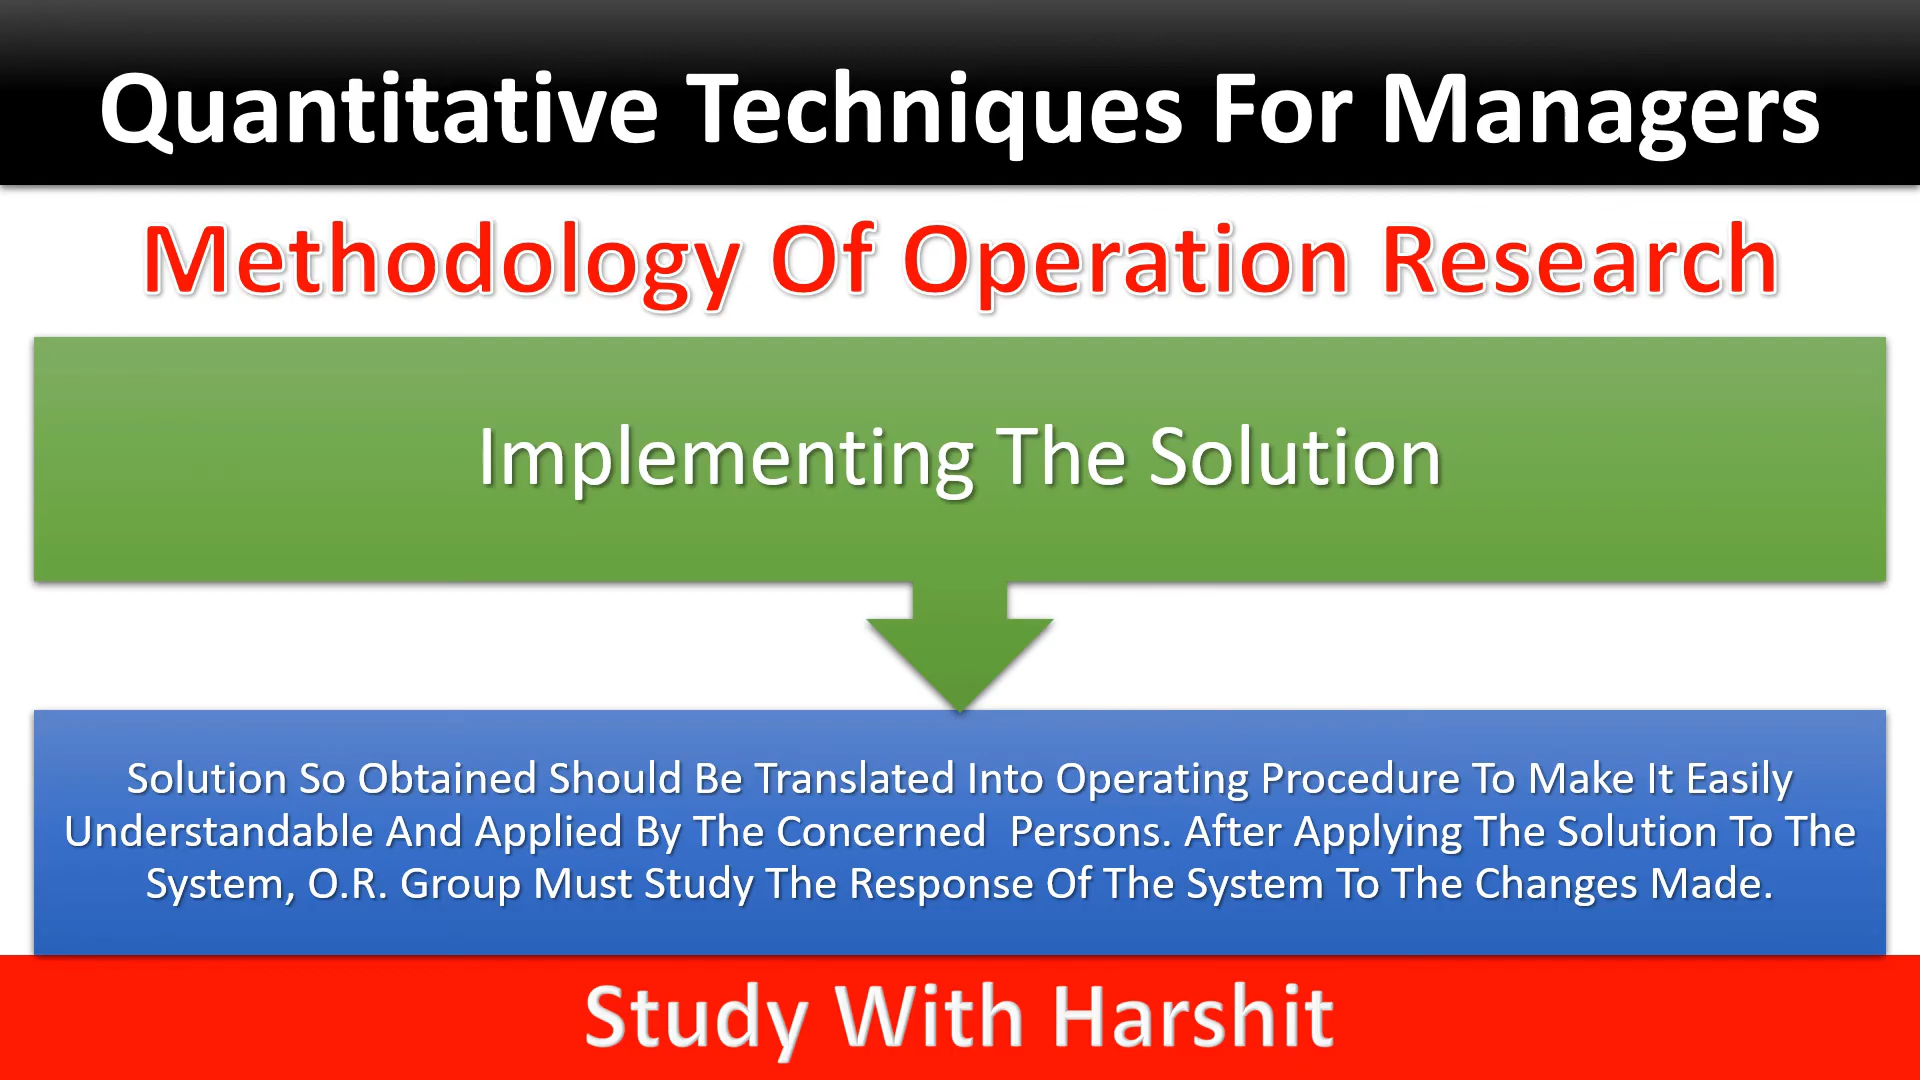 Quantitative Techniques For Managers
Methodology Of Operation Research
Implementing The Solution
Solution So Obtained Should Be Translated Into Operating Procedure To Make It Easily
Understandable And Applied By The Concerned  Persons. After Applying The Solution To The
System, O.R. Group Must Study The Response Of The System To The Changes Made.
Study With Harshit